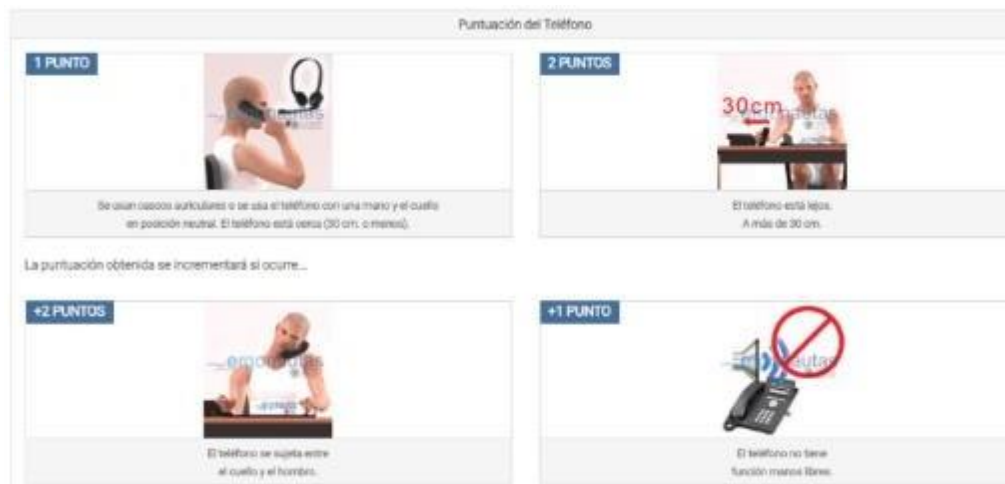 Puntuación del Teléfono
1 PUNTO
2 PUNTOS
30cm
ergonautas
Se usan cascos auriculares o se usa el teléfono con una mano y el cuello
en posición neutral. El teléfono está cerca (30 cm. o menos).
El teléfono está lejos.
A más de 30 cm.
La puntuación obtenida se incrementará si ocurre...
+2 PUNTOS
+1 PUNTO
ergonautas
El teléfono se sujeta entre
el cuello y el hombro.
El teléfono no tiene
función manos libres.